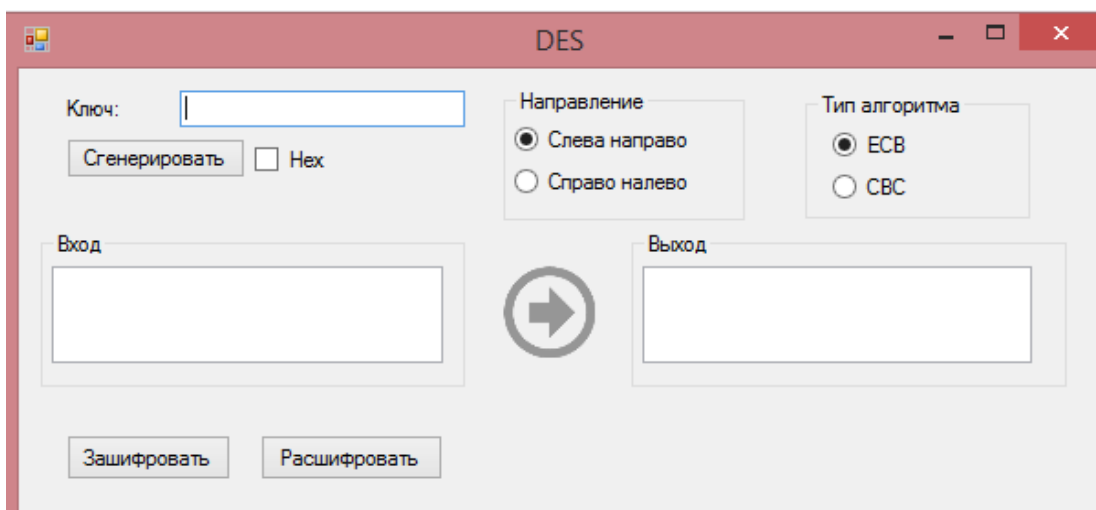 DES
Ключ:
Сгенерировать
Hex
Направление
Слева направо
Справо налево
Тип алгоритма
ECB
CBC
Вход
Выход
Зашифровать
Расшифровать